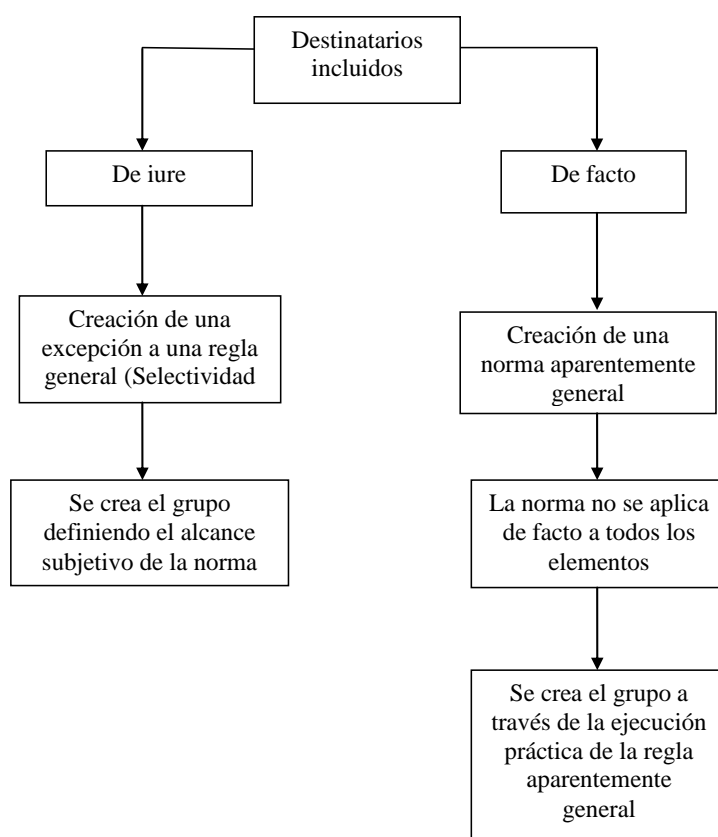 Destinatarios
incluidos
De iure
De facto
Creación de una
excepción a una regla
general (Selectividad
Creación de una
norma aparentemente
general
Se crea el grupo
definiendo el alcance
subjetivo de la norma
La norma no se aplica
de facto a todos los
elementos
Se crea el grupo a
través de la ejecución
práctica de la regla
aparentemente
general